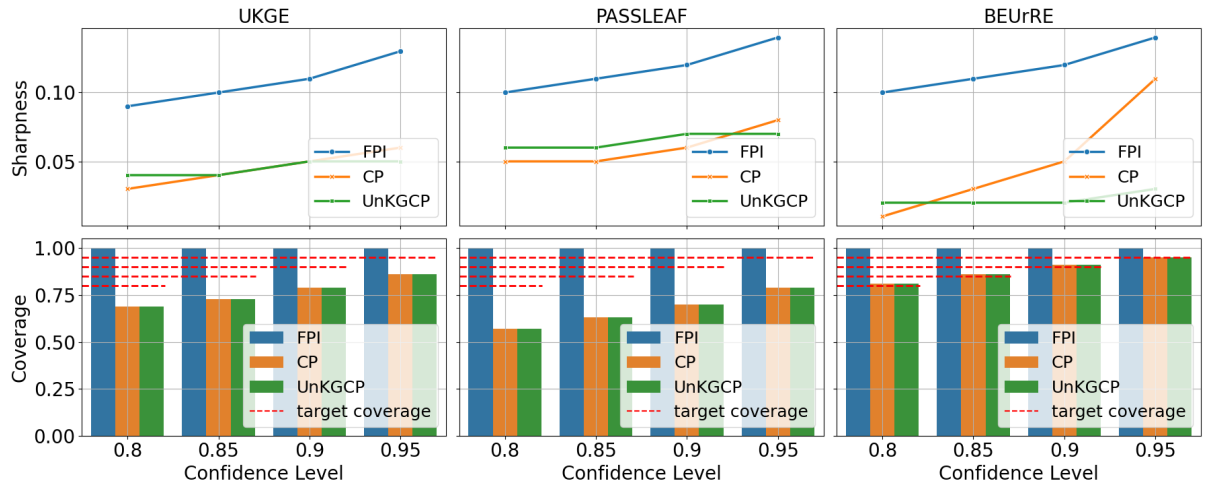 UKGE
PASSLEAF
BEUrRE
Sharpness
0.10
0.05
FPI
CP
UnKGCP
FPI
CP
UnKGCP
FPI
CP
UnKGCP
Coverage
1.00
0.75
0.50
0.25
0.00
FPI
CP
UnKGCP
target coverage
FPI
CP
UnKGCP
target coverage
FPI
CP
UnKGCP
target coverage
0.8 0.85 0.9 0.95
0.8 0.85 0.9 0.95
0.8 0.85 0.9 0.95
Confidence Level
Confidence Level
Confidence Level